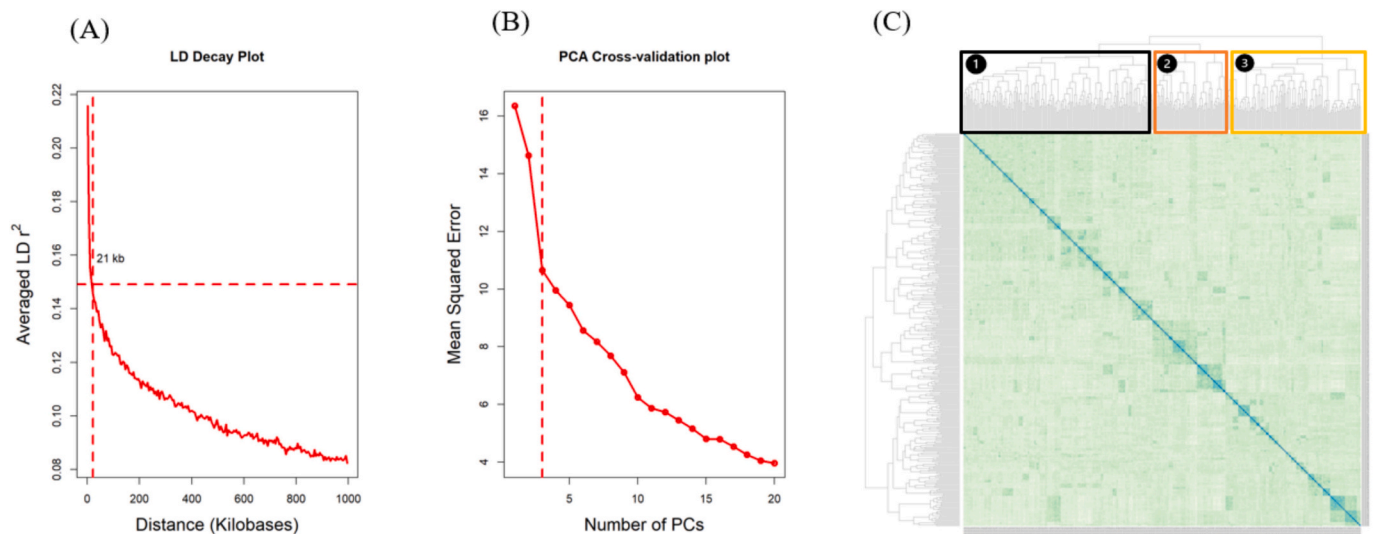 (A)
LD Decay Plot
Averaged LD r²
0.22
0.20
0.18
0.16
0.14
0.12
0.10
0.08
21 kb
0 200 400 600 800 1000
Distance (Kilobases)
(B)
PCA Cross-validation plot
Mean Squared Error
16
14
12
10
8
6
4
5 10 15 20
Number of PCs
(C)
1 2 3